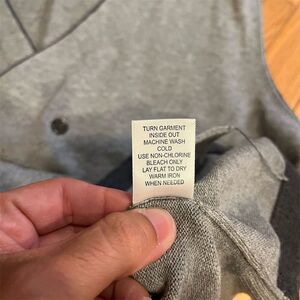 TURN GARMENT
INSIDE OUT
MACHINE WASH
COLD
USE NON-CHLORINE
BLEACH ONLY
LAY FLAT TO DRY
WARM IRON
WHEN NEEDED